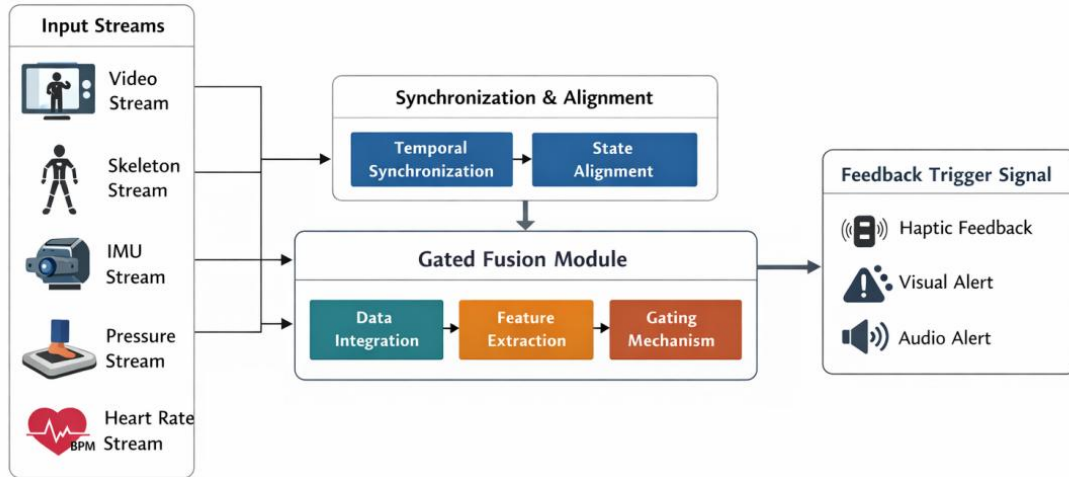 Input Streams
Video
Stream
Skeleton
Stream
IMU
Stream
Pressure
Stream
Heart Rate
Stream
BPM
Synchronization & Alignment
Temporal
Synchronization
State
Alignment
Gated Fusion Module
Data
Integration
Feature
Extraction
Gating
Mechanism
Feedback Trigger Signal
Haptic Feedback
Visual Alert
Audio Alert